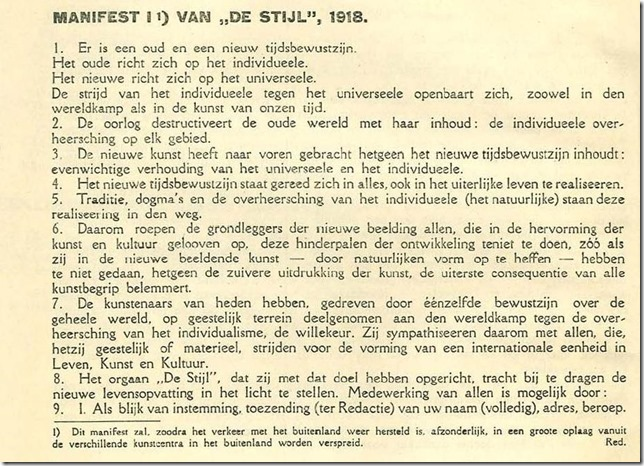 MANIFEST I ¹) VAN „DE STIJL”, 1918.
1. Er is een oud en een nieuw tijdsbewustzijn.
Het oude richt zich op het individueele.
Het nieuwe richt zich op het universeele.
De strijd van het individueele tegen het universeele openbaart zich, zoowel in den
wereldkamp als in de kunst van onzen tijd.
2. De oorlog destructiveert de oude wereld met haar inhoud: de individueele over-
heersching op elk gebied.
3. De nieuwe kunst heeft naar voren gebracht hetgeen het nieuwe tijdsbewustzijn inhoudt:
evenwichtige verhouding van het universeele en het individueele.
4. Het nieuwe tijdsbewustzijn staat gereed zich in alles, ook in het uiterlijke leven te realiseeren.
5. Traditie, dogma's en de overheersching van het individueele (het natuurlijke) staan deze
realiseering in den weg.
6. Daarom roepen de grondleggers der nieuwe beelding allen, die in de hervorming der
kunst en kultuur gelooven op, deze hinderpalen der ontwikkeling teniet te doen, zóó als
zij in de nieuwe beeldende kunst — door natuurlijken vorm op te heffen — hebben
te niet gedaan, hetgeen de zuivere uitdrukking der kunst, de uiterste consequentie van alle
kunstbegrip belemmert.
7. De kunstenaars van heden hebben, gedreven door éénzelfde bewustzijn over de
geheele wereld, op geestelijk terrein deelgenomen aan den wereldkamp tegen de over-
heersching van het individualisme, de willekeur. Zij sympathiseeren daarom met allen, die,
hetzij geestelijk of materieel, strijden voor de vorming van een internationale eenheid in
Leven, Kunst en Kultuur.
8. Het orgaan „De Stijl”, dat zij met dat doel hebben opgericht, tracht bij te dragen de
nieuwe levensopvatting in het licht te stellen. Medewerking van allen is mogelijk door:
9. I. Als blijk van instemming, toezending (ter Redactie) van uw naam (volledig), adres, beroep.
1) Dit manifest zal, zoodra het verkeer met het buitenland weer hersteld is, afzonderlijk, in een groote oplaag vanuit
de verschillende kunstcentra in het buitenland worden verspreid. Red.